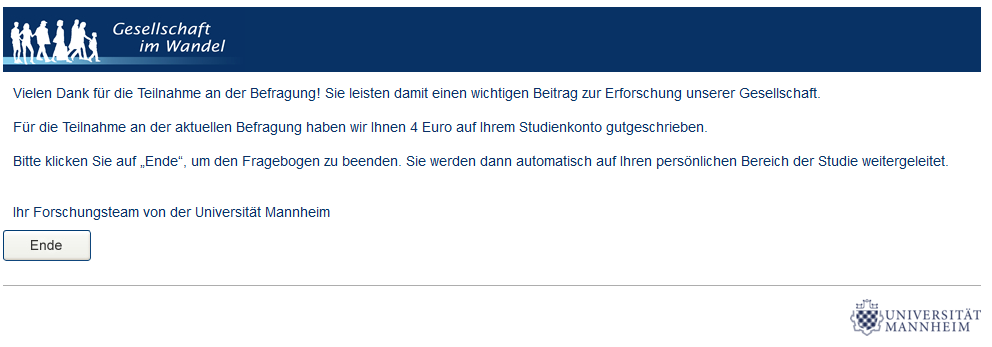 Gesellschaft
im Wandel
Vielen Dank für die Teilnahme an der Befragung! Sie leisten damit einen wichtigen Beitrag zur Erforschung unserer Gesellschaft.
Für die Teilnahme an der aktuellen Befragung haben wir Ihnen 4 Euro auf Ihrem Studienkonto gutgeschrieben.
Bitte klicken Sie auf „Ende“, um den Fragebogen zu beenden. Sie werden dann automatisch auf Ihren persönlichen Bereich der Studie weitergeleitet.
Ihr Forschungsteam von der Universität Mannheim
Ende
UNIVERSITÄT
MANNHEIM